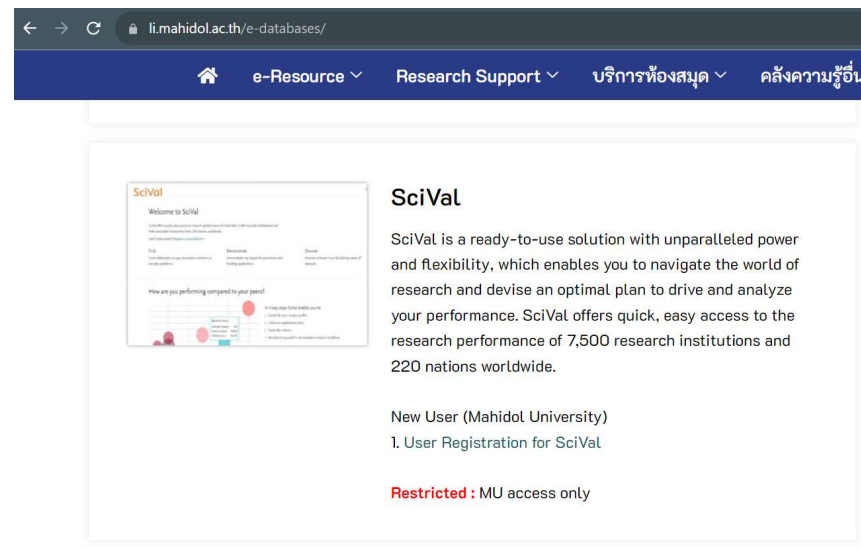 li.mahidol.ac.th/e-databases/
e-Resource Research Support บริการห้องสมุด คลังความรู้อื่น
SciVal
Welcome to SciVal
How are you performing compared to your peers?
SciVal
SciVal is a ready-to-use solution with unparalleled power
and flexibility, which enables you to navigate the world of
research and devise an optimal plan to drive and analyze
your performance. SciVal offers quick, easy access to the
research performance of 7,500 research institutions and
220 nations worldwide.
New User (Mahidol University)
1. User Registration for SciVal
Restricted : MU access only